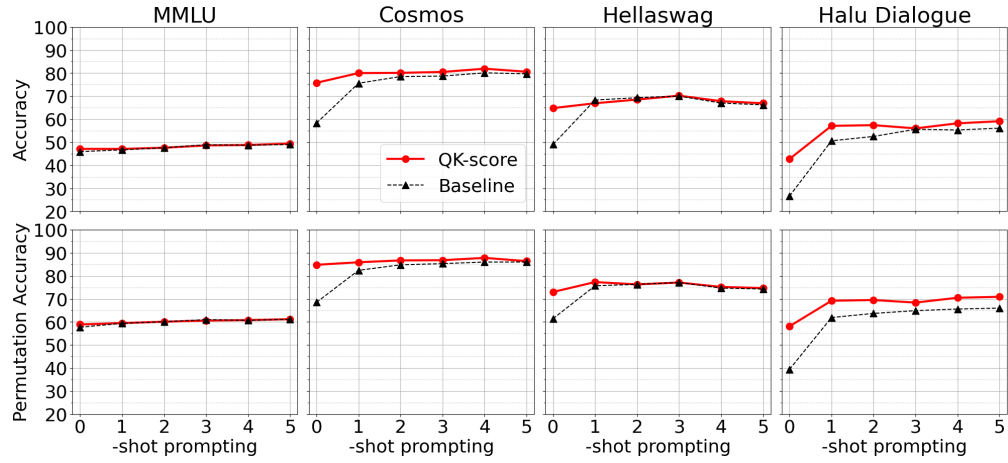 MMLU
Cosmos
Hellaswag
Halu Dialogue
Accuracy
100
90
80
70
60
50
40
30
20
QK-score
Baseline
Permutation Accuracy
100
90
80
70
60
50
40
30
20
0 1 2 3 4 5
0 1 2 3 4 5
0 1 2 3 4 5
0 1 2 3 4 5
-shot prompting
-shot prompting
-shot prompting
-shot prompting